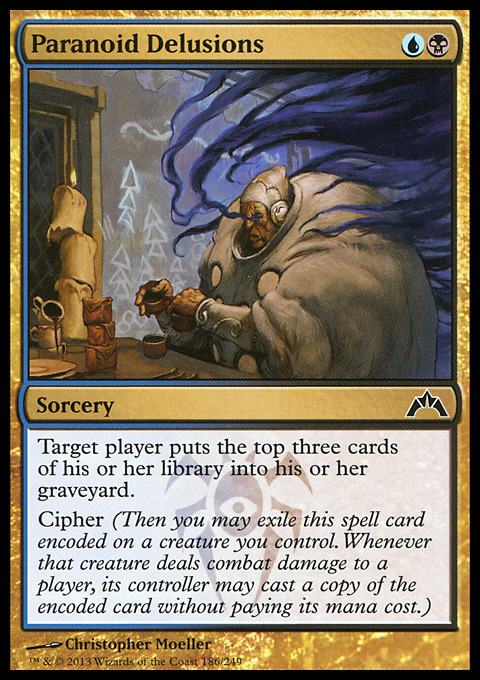 Paranoid Delusions
Sorcery
Target player puts the top three cards
of his or her library into his or her
graveyard.
Cipher (Then you may exile this spell card
encoded on a creature you control. Whenever
that creature deals combat damage to a
player, its controller may cast a copy of the
encoded card without paying its mana cost.)
Christopher Moeller
™ & © 2013 Wizards of the Coast 186/249